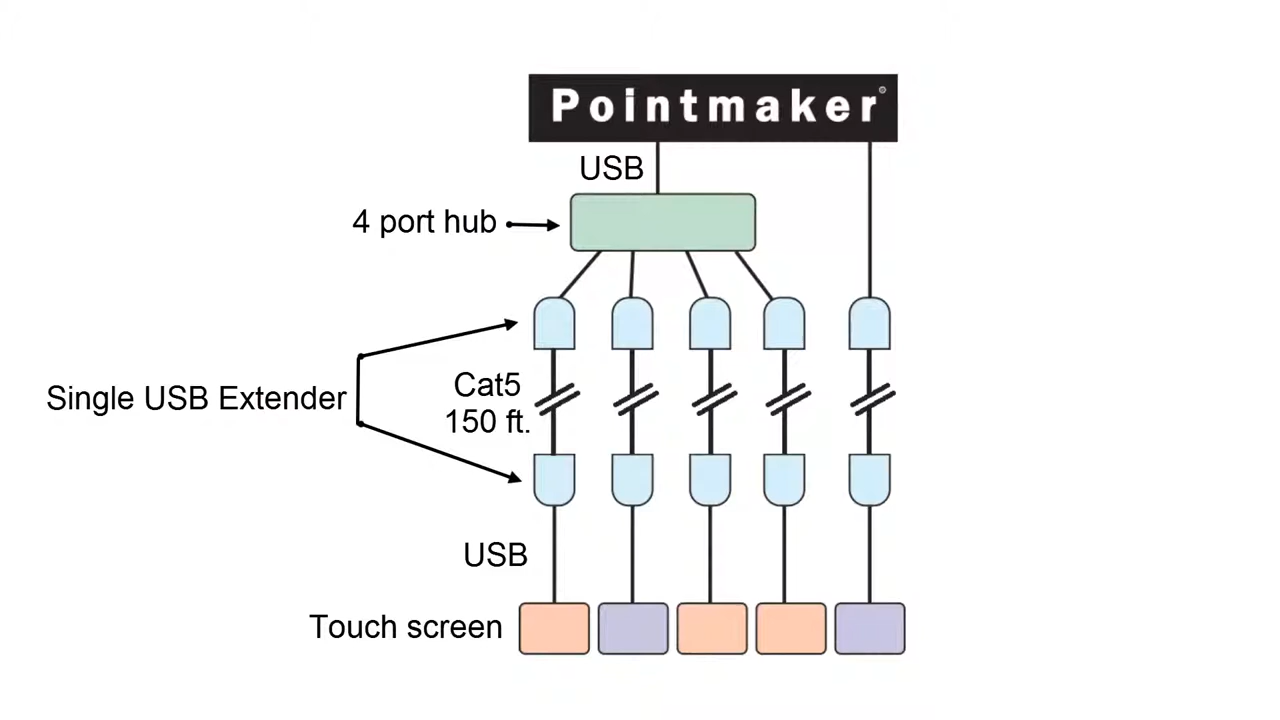 Pointmaker®
USB
4 port hub
Single USB Extender
Cat5
150 ft.
USB
Touch screen